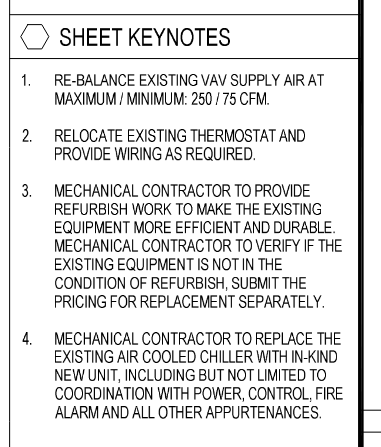 SHEET KEYNOTES
1. RE-BALANCE EXISTING VAV SUPPLY AIR AT
MAXIMUM / MINIMUM: 250 / 75 CFM.
2. RELOCATE EXISTING THERMOSTAT AND
PROVIDE WIRING AS REQUIRED.
3. MECHANICAL CONTRACTOR TO PROVIDE
REFURBISH WORK TO MAKE THE EXISTING
EQUIPMENT MORE EFFICIENT AND DURABLE.
MECHANICAL CONTRACTOR TO VERIFY IF THE
EXISTING EQUIPMENT IS NOT IN THE
CONDITION OF REFURBISH, SUBMIT THE
PRICING FOR REPLACEMENT SEPARATELY.
4. MECHANICAL CONTRACTOR TO REPLACE THE
EXISTING AIR COOLED CHILLER WITH IN-KIND
NEW UNIT, INCLUDING BUT NOT LIMITED TO
COORDINATION WITH POWER, CONTROL, FIRE
ALARM AND ALL OTHER APPURTENANCES.